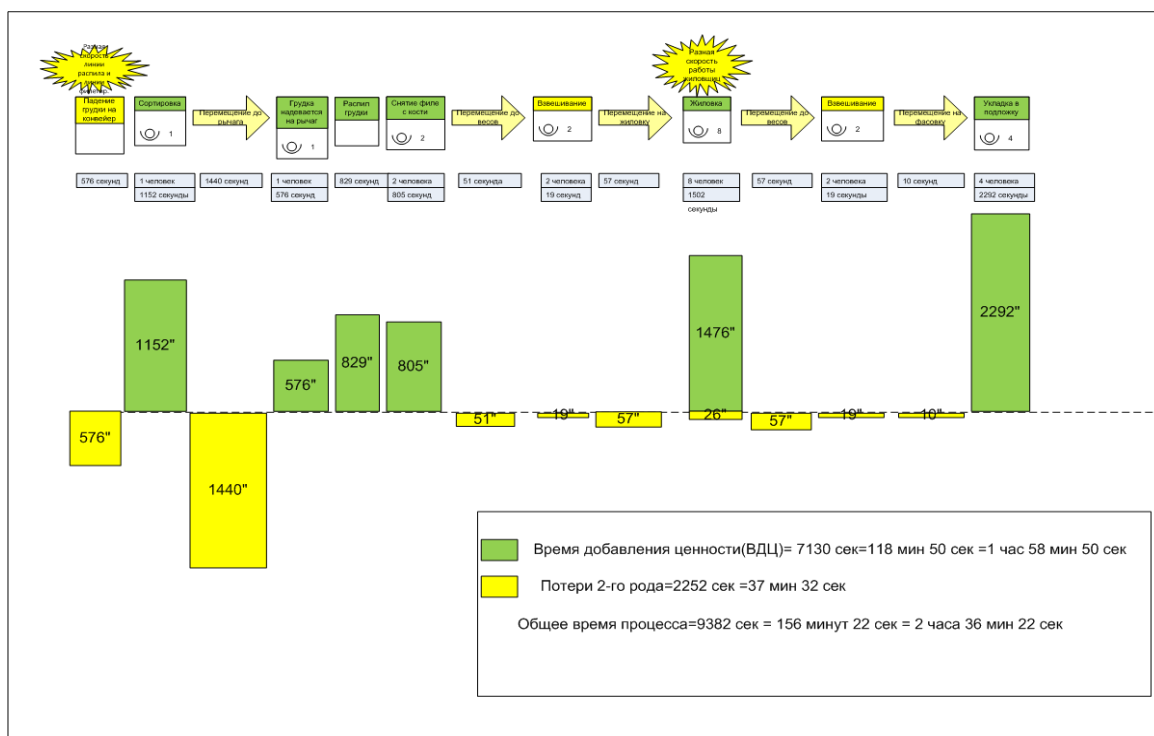 Разная
скорость
линии
распила и
Разная
скорость
работы
жиловщиц
Падение
грудки на
конвейер
Сортировка
1
Перемещение до
рычага
Грудка
надевается
на рычаг
1
Распил
грудки
Снятие филе
с кости
2
Перемещение до
весов
Взвешивание
2
Перемещение на
жиловку
Жиловка
8
Перемещение до
весов
Взвешивание
2
Перемещение на
фасовку
Укладка в
подложку
4
576 секунд
1 человек
1152 секунды
1440 секунд
1 человек
576 секунд
829 секунд
2 человека
805 секунд
51 секунда
2 человека
19 секунд
57 секунд
8 человек
1502
секунды
57 секунд
2 человека
19 секунды
10 секунд
4 человека
2292 секунды
576"
1152"
1440"
576"
829"
805"
51"
19"
57"
1476"
26"
57"
19"
10"
2292"
Время добавления ценности(ВДЦ)= 7130 сек=118 мин 50 сек =1 час 58 мин 50 сек
Потери 2-го рода=2252 сек =37 мин 32 сек
Общее время процесса=9382 сек = 156 минут 22 сек = 2 часа 36 мин 22 сек